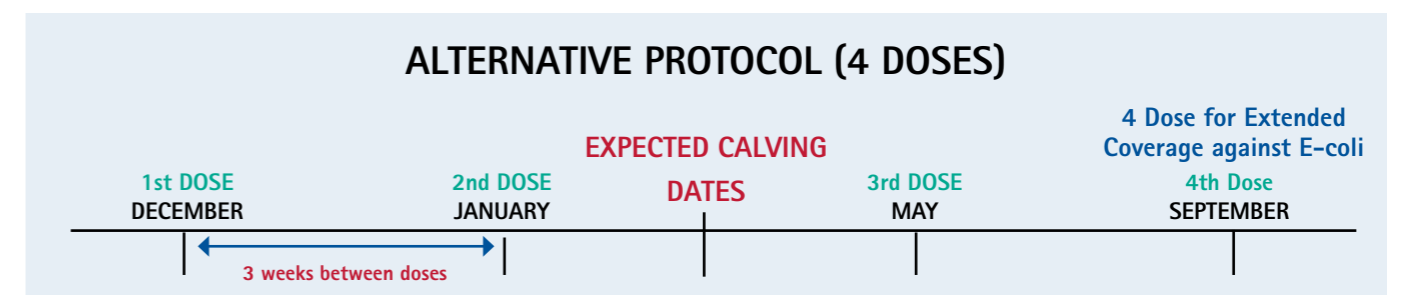 ALTERNATIVE PROTOCOL (4 DOSES)
4 Dose for Extended
Coverage against E-coli
EXPECTED CALVING
DATES
1st DOSE
DECEMBER
2nd DOSE
JANUARY
3rd DOSE
MAY
4th Dose
SEPTEMBER
3 weeks between doses